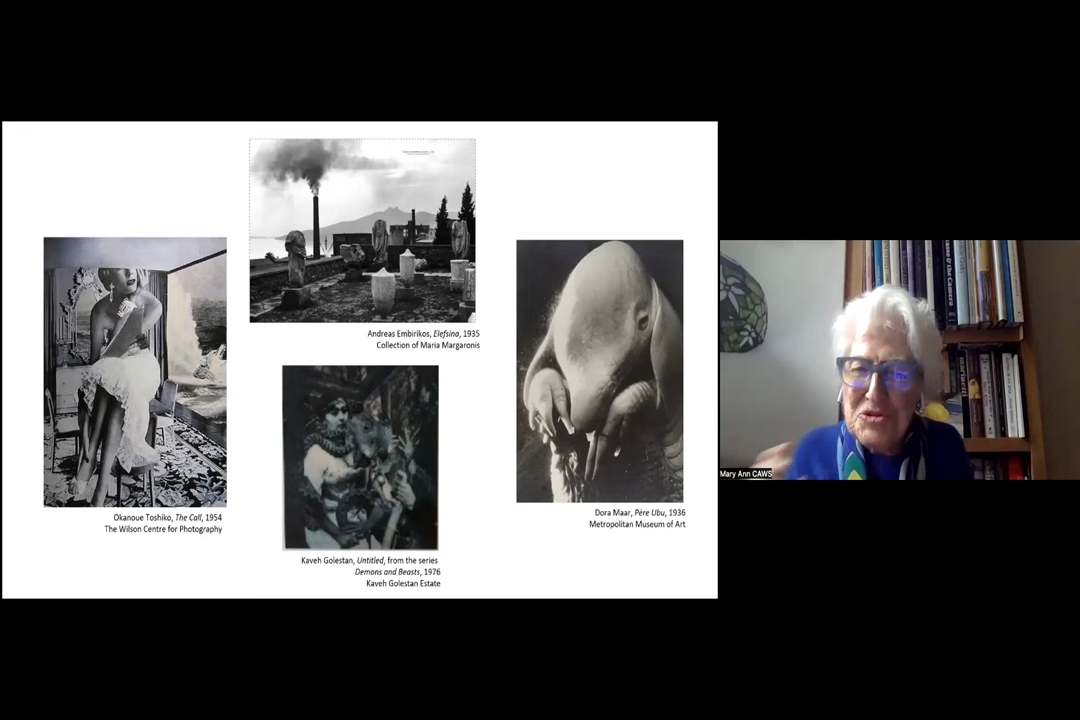 Andreas Embirikos, Elefsina, 1935
Collection of Maria Margaronis
Okanoue Toshiko, The Call, 1954
The Wilson Centre for Photography
Kaveh Golestan, Untitled, from the series
Demons and Beasts, 1976
Kaveh Golestan Estate
Dora Maar, Père Ubu, 1936
Metropolitan Museum of Art
Mary Ann CAWS